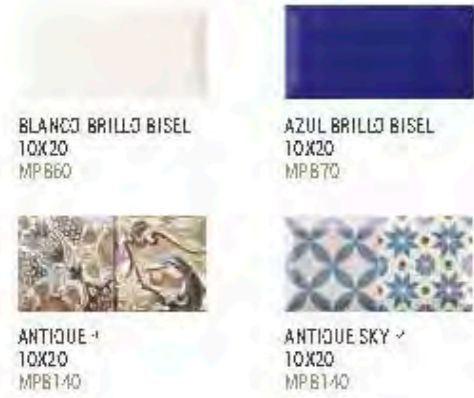 BLANCO BRILLO BISEL
10X20
MPB60
AZUL BRILLO BISEL
10X20
MPB70
ANTIQUE
10X20
MPB140
ANTIQUE SKY
10X20
MPB140